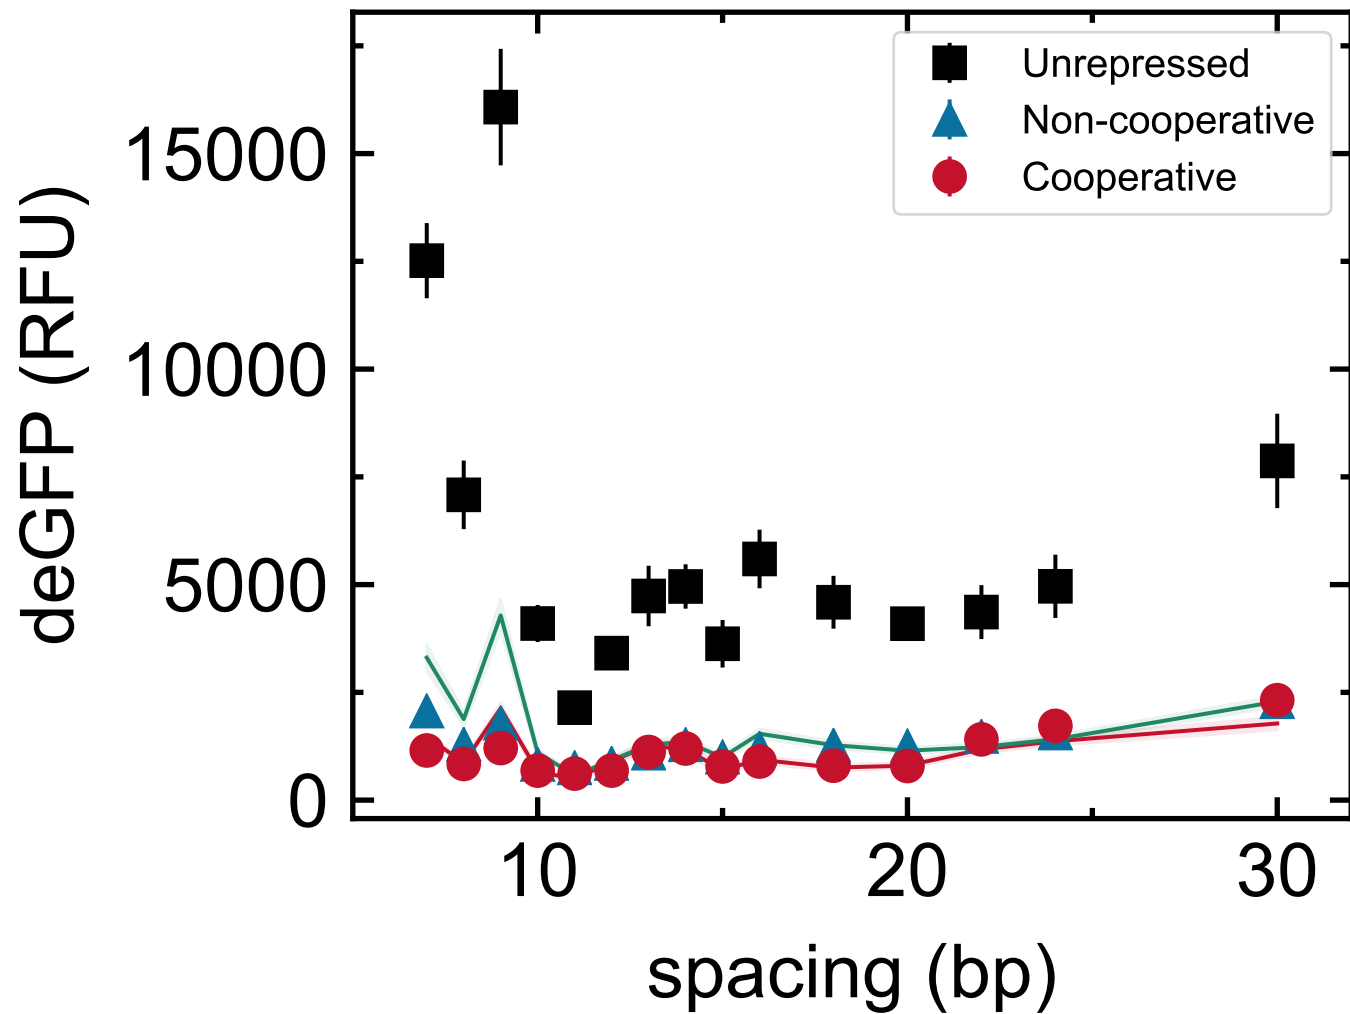 Unrepressed
Non-cooperative
Cooperative
15000
10000
5000
0
deGFP (RFU)
10
20
30
spacing (bp)